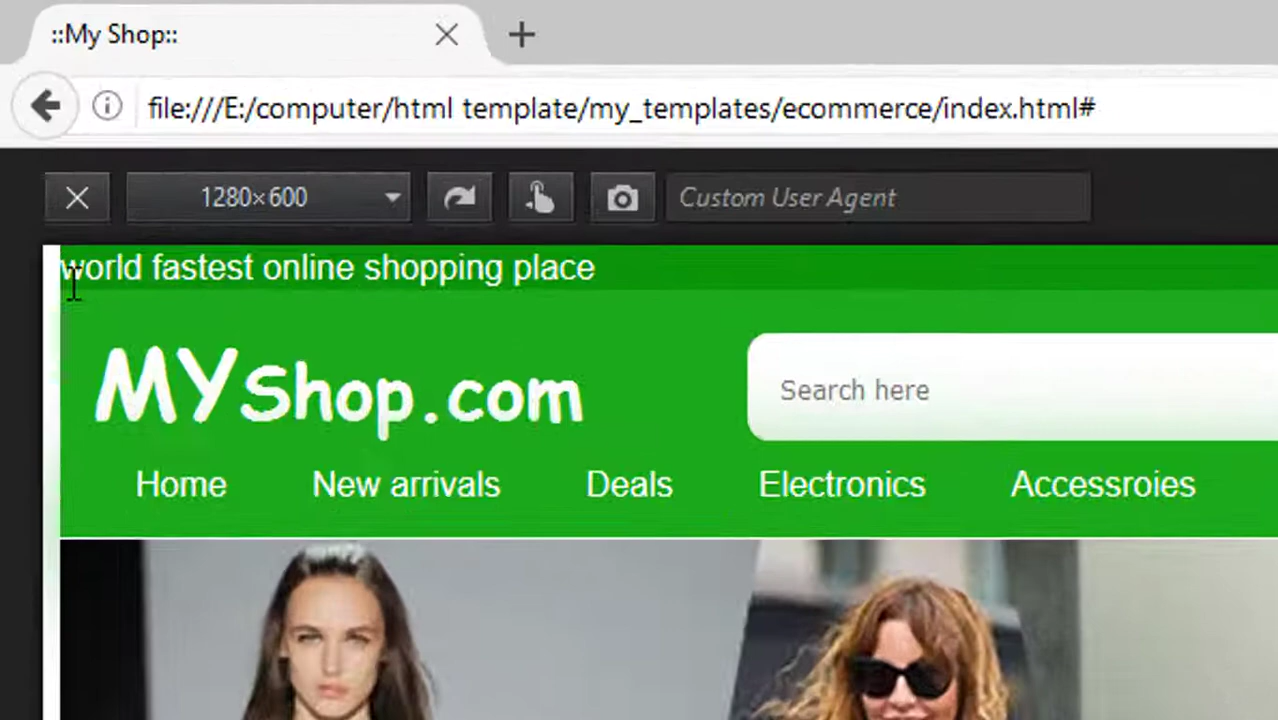 ::My Shop::
file:///E:/computer/html template/my_templates/ecommerce/index.html#
1280×600 Custom User Agent
world fastest online shopping place
MYShop.com Search here
Home New arrivals Deals Electronics Accessroies